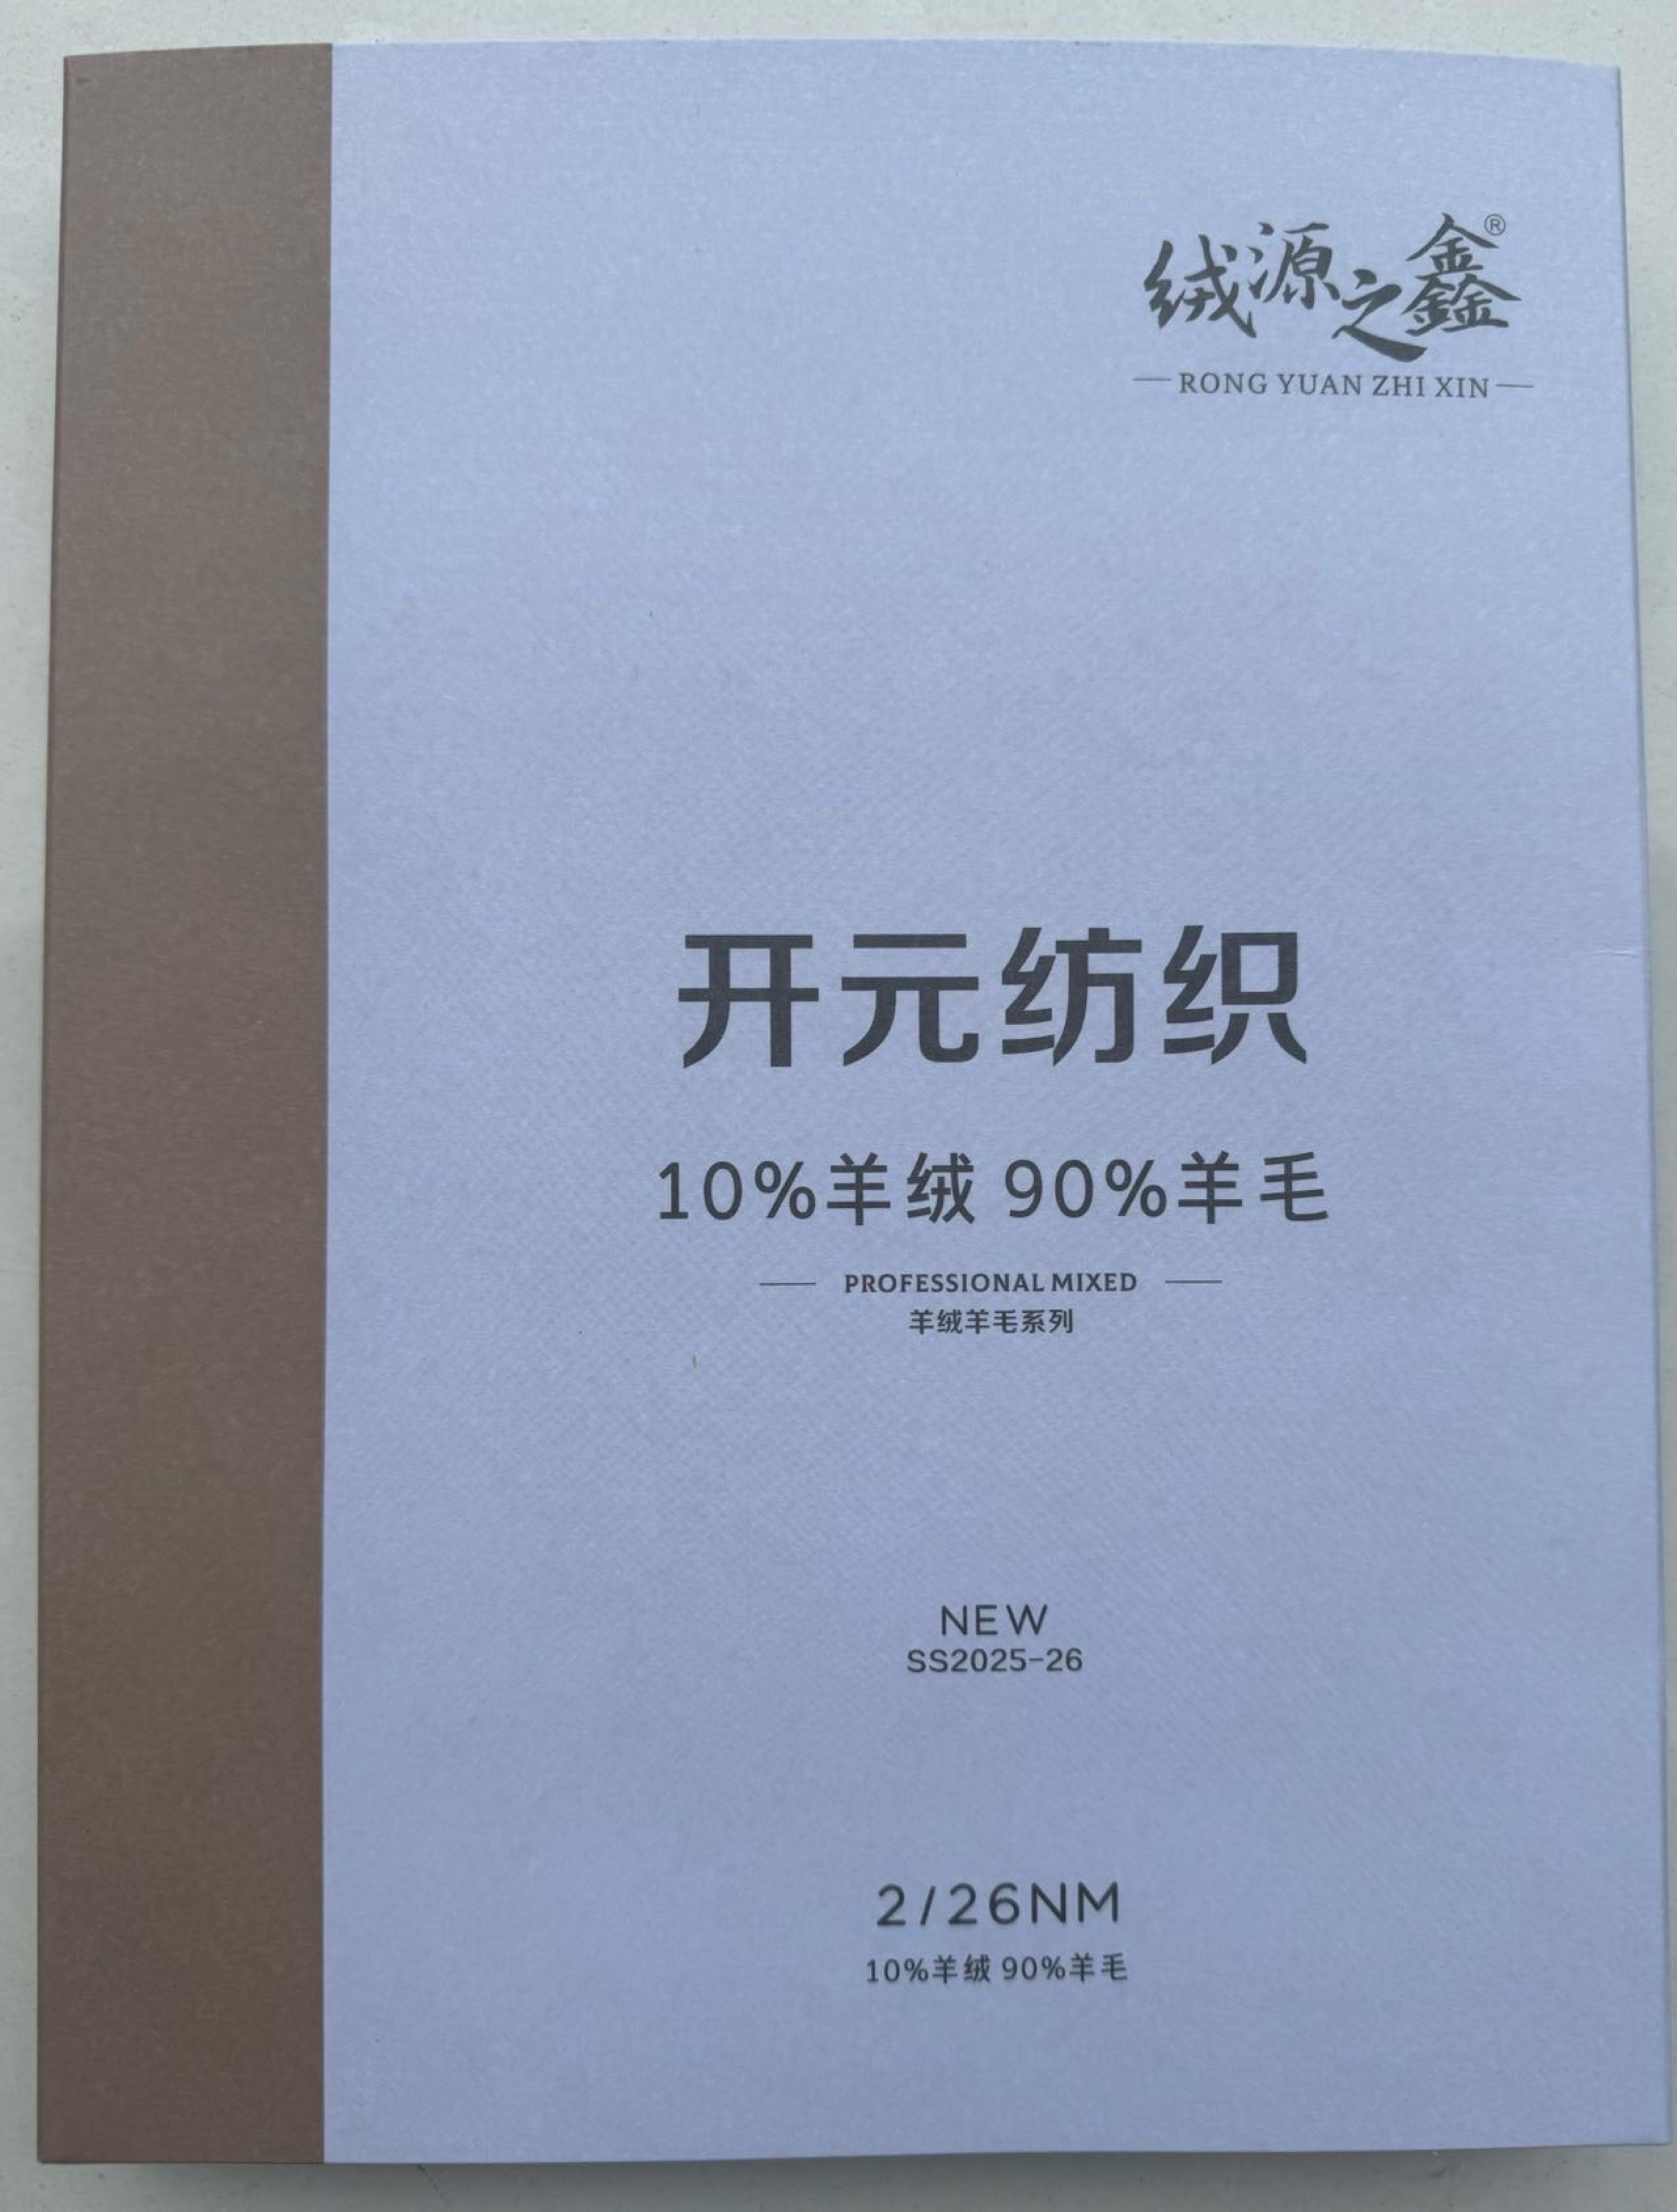 绒源之鑫®
RONG YUAN ZHI XIN
开元纺织
10%羊绒 90%羊毛
PROFESSIONAL MIXED
羊绒羊毛系列
NEW
SS2025-26
2/26NM
10%羊绒 90%羊毛